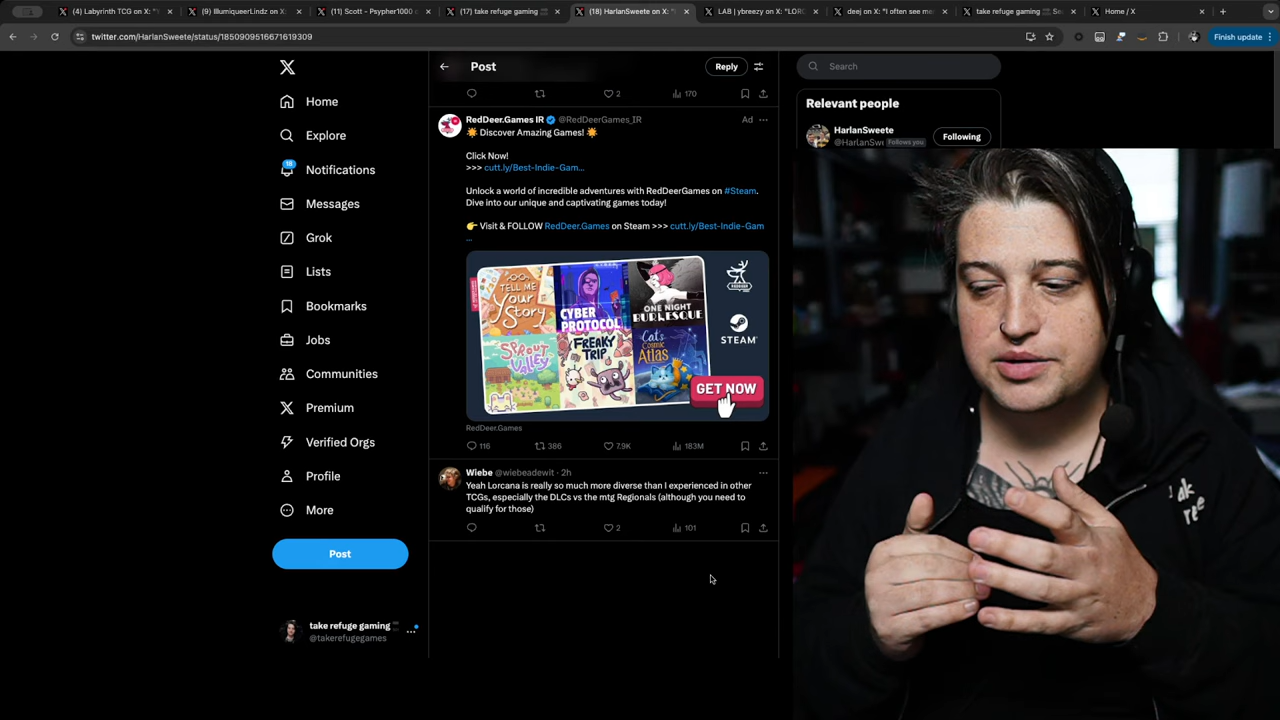 (4) Labyrinth TCG on X: "
(9) IllumiqueerLindz on X:
(11) Scott – Psypher1000 o
(17) take refuge gaming
(18) HarlanSweete on X: "
LAB | ybreezy on X: "LORC
deej on X: "I often see me
take refuge gaming
Home / X
twitter.com/HarlanSweete/status/1850909516671619309
Finish update
Post
Reply
Search
2
170
Home
Explore
18
Notifications
Messages
Grok
Lists
Bookmarks
Jobs
Communities
Premium
Verified Orgs
Profile
More
Post
take refuge gaming
@takerefugegames
RedDeer.Games IR @RedDeerGames_IR
Ad
Discover Amazing Games!
Click Now!
>>> cutt.ly/Best-Indie-Gam...
Unlock a world of incredible adventures with RedDeerGames on #Steam.
Dive into our unique and captivating games today!
Visit & FOLLOW RedDeer.Games on Steam >>> cutt.ly/Best-Indie-Gam
...
TELL ME
Your
Story
CYBER
PROTOCOL
ONE NIGHT
BURLESQUE
SPROUT
VALLEY
FREAKY
TRIP
Cat's
Cosmic
Atlas
STEAM
GET NOW
RedDeer.Games
116
386
7.9K
183M
Wiebe @wiebeadewit · 2h
Yeah Lorcana is really so much more diverse than I experienced in other
TCGs, especially the DLCs vs the mtg Regionals (although you need to
qualify for those)
2
101
Relevant people
HarlanSweete
@HarlanSwe
Follows you
Following